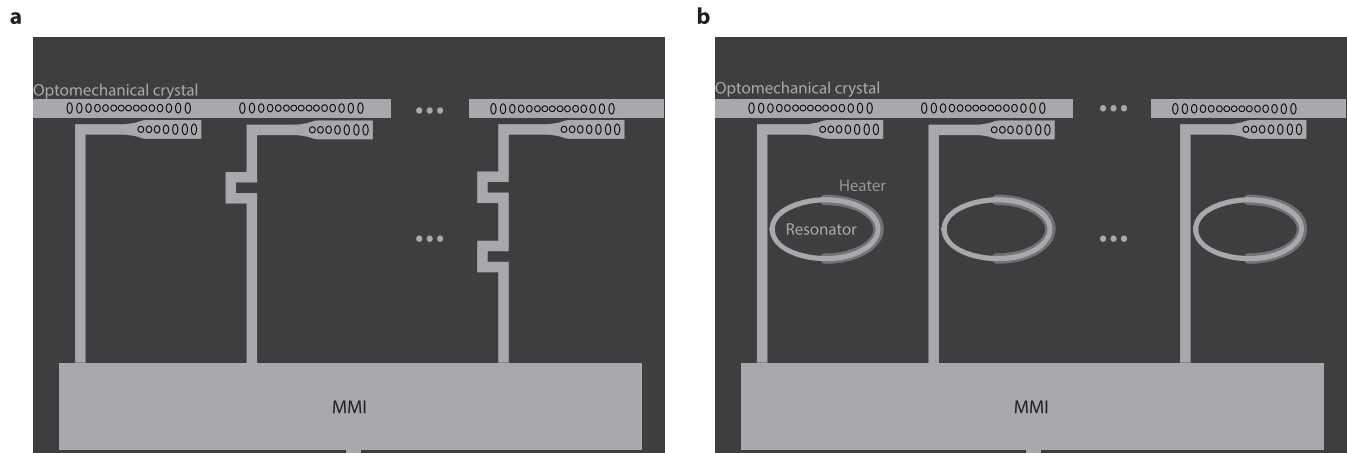 a
Optomechanical crystal
MMI
b
Optomechanical crystal
Heater
Resonator
MMI